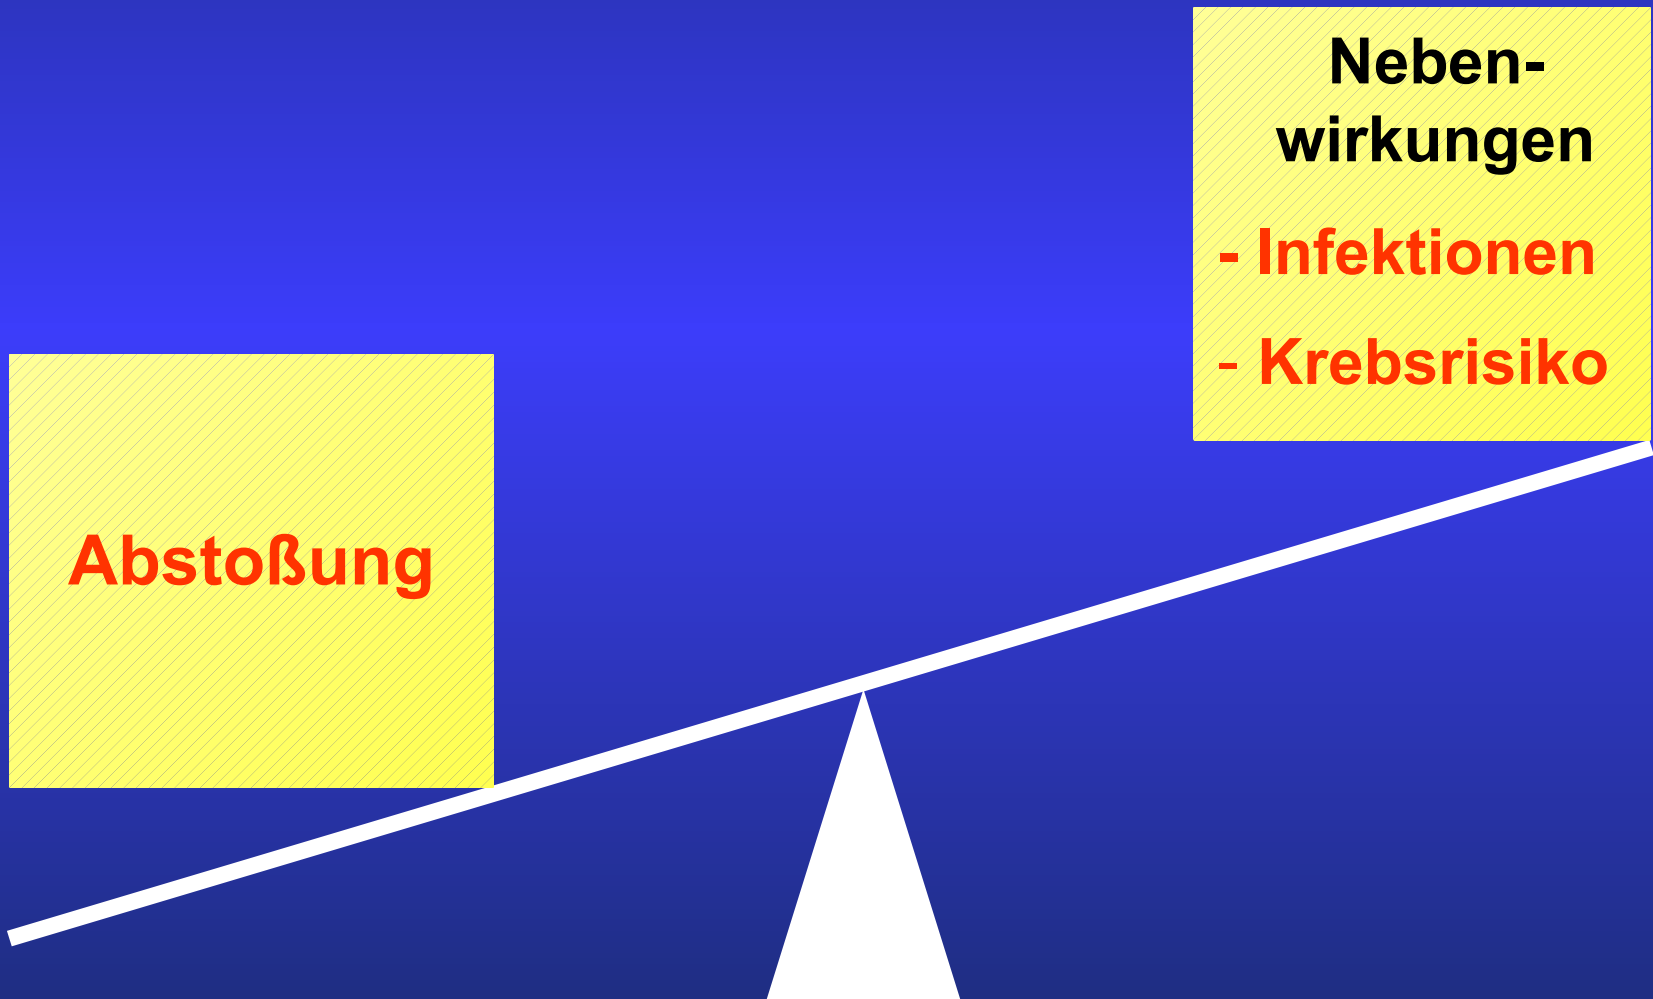 Neben-
wirkungen
- Infektionen
- Krebsrisiko
Abstoßung